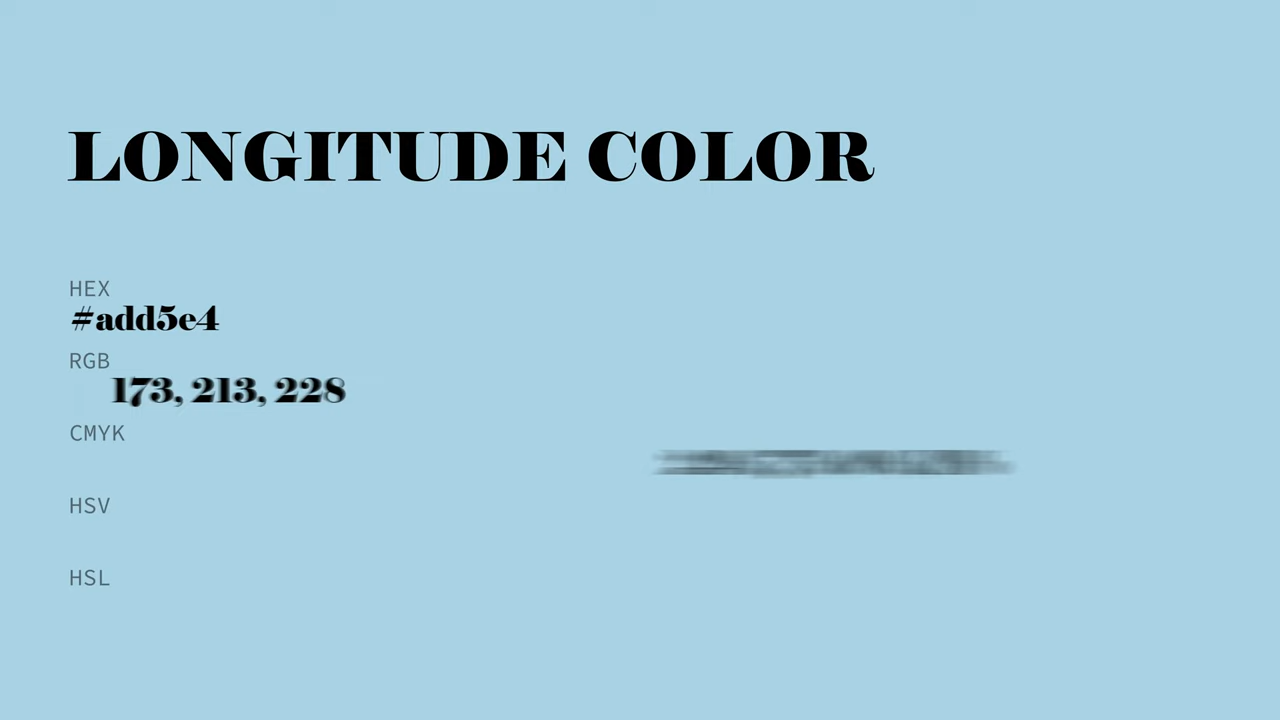 LONGITUDE COLOR
HEX
#add5e4
RGB
173, 213, 228
CMYK
HSV
HSL